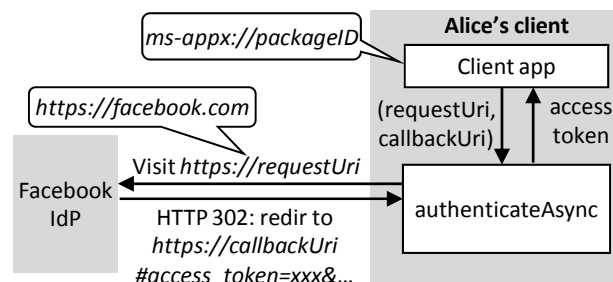 Alice's client
ms-appx://packageID
Client app
https://facebook.com
(requestUri,
callbackUri)
access
token
Visit https://requestUri
Facebook
IdP
authenticateAsync
HTTP 302: redir to
https://callbackUri
#access_token=xxx&…